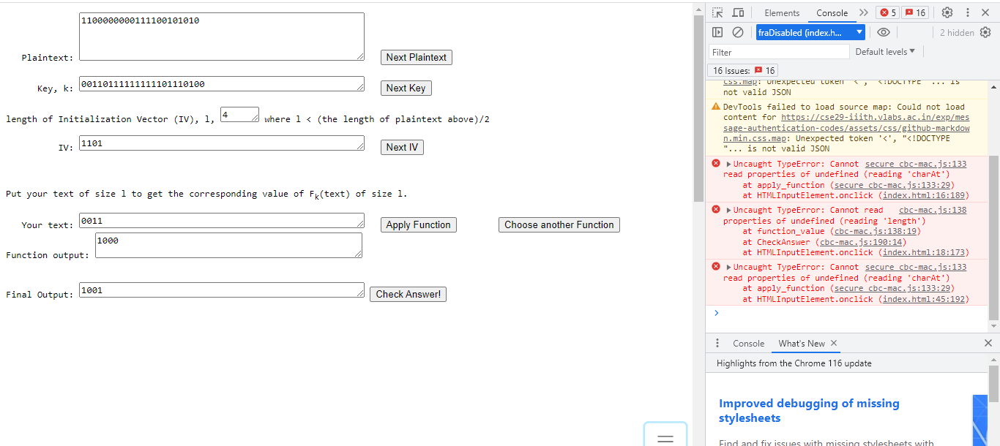 1100000000111100101010
Plaintext:
Next Plaintext
Key, k:
0011011111111101110100
Next Key
length of Initialization Vector (IV), l, 4 where l < (the length of plaintext above)/2
IV:
1101
Next IV
Put your text of size l to get the corresponding value of Fk(text) of size l.
Your text:
0011
Apply Function
Choose another Function
1000
Function output:
Final Output:
1001
Check Answer!
Elements
Console
5
16
fraDisabled (index.h...
2 hidden
Filter
Default levels
16 Issues: 16
css.map: Unexpected token '<', "<!DOCTYPE "... is
not valid JSON
DevTools failed to load source map: Could not load
content for https://cse29-iiith.vlabs.ac.in/exp/mes
sage-authentication-codes/assets/css/github-markdow
n.min.css.map: Unexpected token '<', "<!DOCTYPE
"... is not valid JSON
Uncaught TypeError: Cannot secure cbc-mac.js:133
read properties of undefined (reading 'charAt')
at apply_function (secure cbc-mac.js:133:29)
at HTMLInputElement.onclick (index.html:16:189)
Uncaught TypeError: Cannot read cbc-mac.js:138
properties of undefined (reading 'length')
at function_value (cbc-mac.js:138:19)
at CheckAnswer (cbc-mac.js:190:14)
at HTMLInputElement.onclick (index.html:18:173)
Uncaught TypeError: Cannot secure cbc-mac.js:133
read properties of undefined (reading 'charAt')
at apply_function (secure cbc-mac.js:133:29)
at HTMLInputElement.onclick (index.html:45:192)
Console
What's New
Highlights from the Chrome 116 update
Improved debugging of missing
stylesheets
Find and fix issues with missing stylesheets with